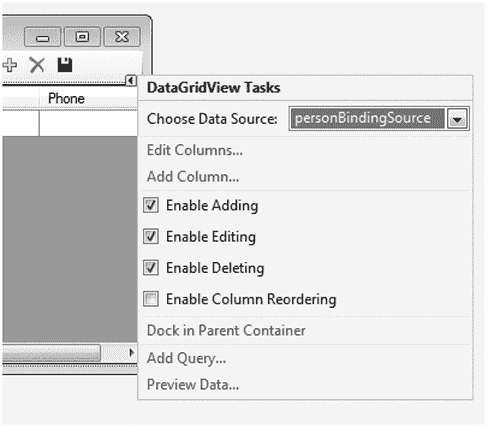 Phone
DataGridView Tasks
Choose Data Source: personBindingSource
Edit Columns...
Add Column...
Enable Adding
Enable Editing
Enable Deleting
Enable Column Reordering
Dock in Parent Container
Add Query...
Preview Data...